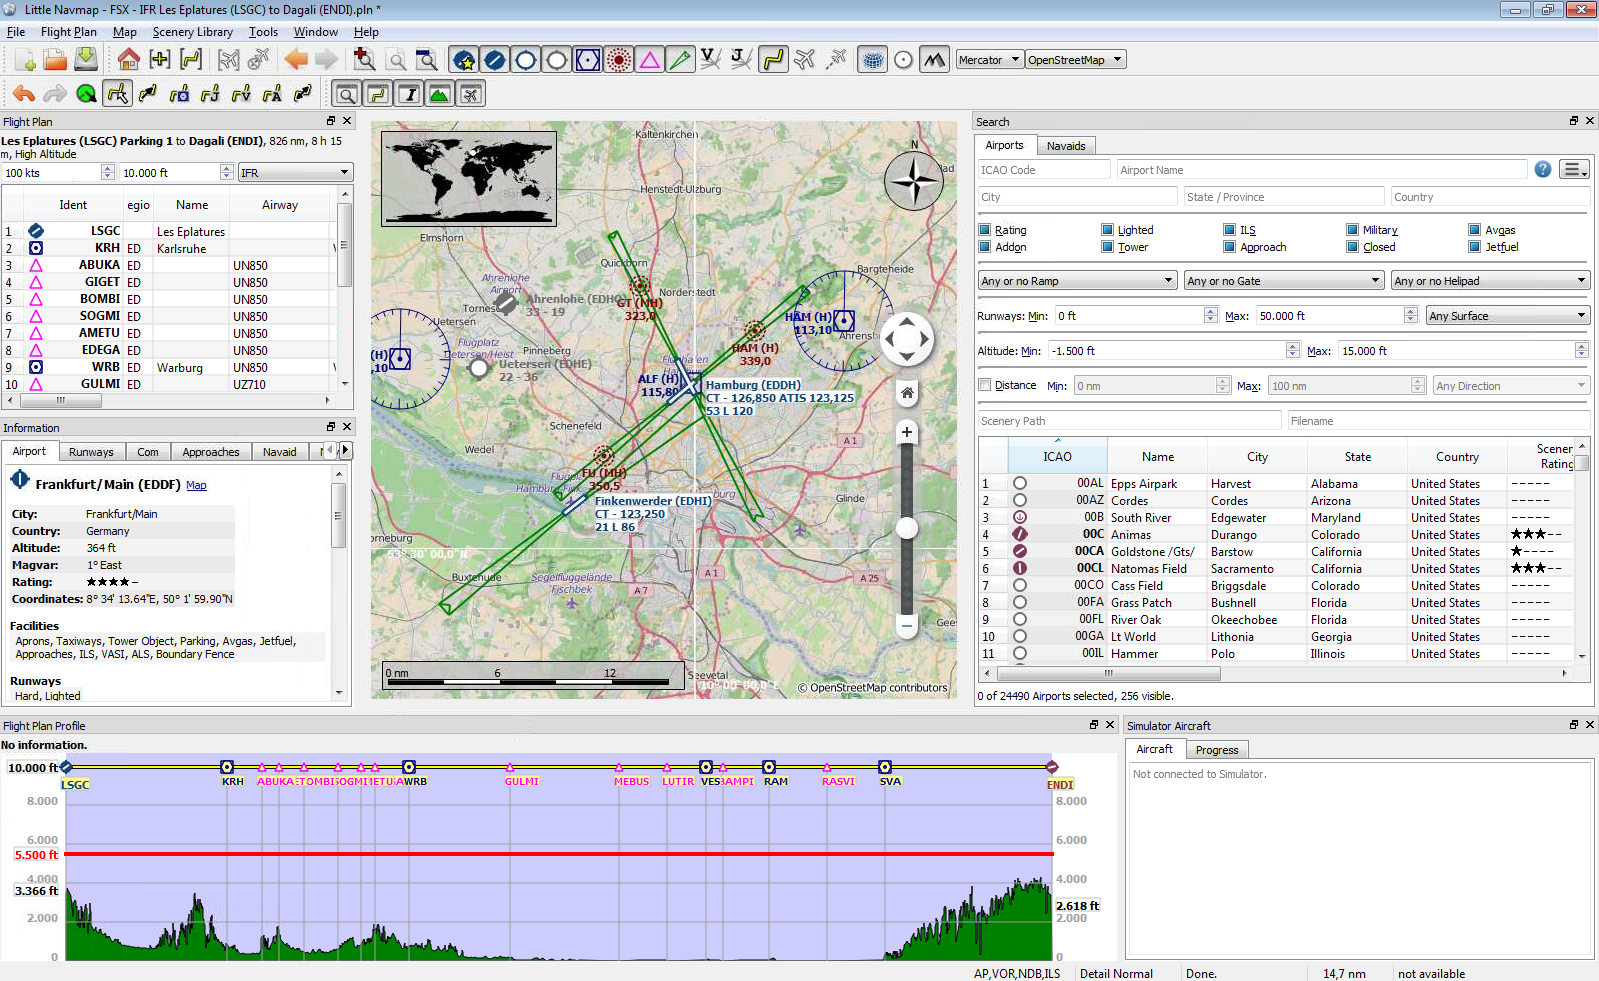 Little Navmap - FSX - IFR Les Eplatures (LSGC) to Dagali (ENDI).pln *
File Flight Plan Map Scenery Library Tools Window Help
Mercator OpenStreetMap
Flight Plan
Les Eplatures (LSGC) Parking 1 to Dagali (ENDI), 826 nm, 8 h 15
m, High Altitude
100 kts 10.000 ft IFR
Ident egio Name Airway
1 LSGC Les Eplatures
2 KRH ED Karlsruhe
3 ABUKA ED UN850
4 GIGET ED UN850
5 BOMBI ED UN850
6 SOGMI ED UN850
7 AMETU ED UN850
8 EDEGA ED UN850
9 WRB ED Warburg UN850
10 GULMI ED UZ710
Information
Airport Runways Com Approaches Navaid
Frankfurt/Main (EDDF) Map
City: Frankfurt/Main
Country: Germany
Altitude: 364 ft
Magvar: 1° East
Rating: ★★★★–
Coordinates: 8° 34' 13.64"E, 50° 1' 59.90"N
Facilities
Aprons, Taxiways, Tower Object, Parking, Avgas, Jetfuel,
Approaches, ILS, VASI, ALS, Boundary Fence
Runways
Hard, Lighted
Kaltenkirchen
N
Henstedt-Ulzburg
Elmshorn
Quickborn
Bargteheide
Ahrenlohe
Airport
Ahrenlohe (EDHO)
33 - 19
GT (MH)
323,0
Norderstedt
Uetersen
Pinneberg
Uetersen (EDHE)
22 - 36
HAM (H)
113,10
HAM (H)
339,0
ALF (H)
115,80
Hamburg (EDDH)
CT - 126,850 ATIS 123,125
53 L 120
Schenefeld
Wedel
A 1
FU (MH)
350,5
Finkenwerder (EDHI)
CT - 123,250
21 L 86
Glinde
53° 30' 00,0"N
Buxtehude
Segelfluggelände
Fischbek
A 1
A 7
A 25
0 nm 6 12
Seevetal
10° 00' 00,0"E
© OpenStreetMap contributors
Search
Airports Navaids
ICAO Code Airport Name
City State / Province Country
Rating Lighted ILS Military Avgas
Addon Tower Approach Closed Jetfuel
Any or no Ramp Any or no Gate Any or no Helipad
Runways: Min: 0 ft Max: 50.000 ft Any Surface
Altitude: Min: -1.500 ft Max: 15.000 ft
Distance Min: 0 nm Max: 100 nm Any Direction
Scenery Path Filename
ICAO Name City State Country Scener
Rating
1 00AL Epps Airpark Harvest Alabama United States -----
2 00AZ Cordes Cordes Arizona United States -----
3 00B South River Edgewater Maryland United States -----
4 00C Animas Durango Colorado United States ★★★--
5 00CA Goldstone /Gts/ Barstow California United States ★----
6 00CL Natomas Field Sacramento California United States ★★★--
7 00CO Cass Field Briggsdale Colorado United States -----
8 00FA Grass Patch Bushnell Florida United States -----
9 00FL River Oak Okeechobee Florida United States -----
10 00GA Lt World Lithonia Georgia United States -----
11 00IL Hammer Polo Illinois United States -----
0 of 24490 Airports selected, 256 visible.
Flight Plan Profile
No information.
10.000 ft
LSGC KRH ABUKA WRB GULMI MEBUS LUTIR VES RAM RASVI SVA ENDI
8.000 8.000
6.000 6.000
5.500 ft
4.000 4.000
3.366 ft
2.618 ft
2.000 2.000
0 0
Simulator Aircraft
Aircraft Progress
Not connected to Simulator.
AP,VOR,NDB,ILS Detail Normal Done. 14,7 nm not available